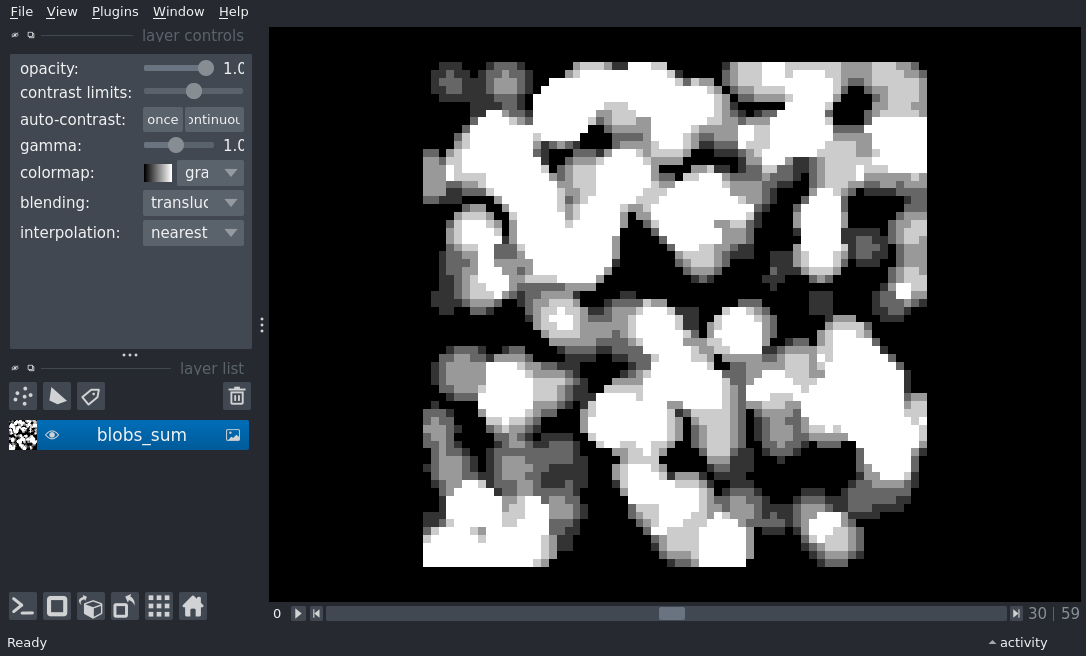 File View Plugins Window Help
layer controls
opacity: 1.0
contrast limits:
auto-contrast: once ontinuou
gamma: 1.0
colormap: gra
blending: transluc
interpolation: nearest
layer list
blobs_sum
0 30 | 59
Ready activity